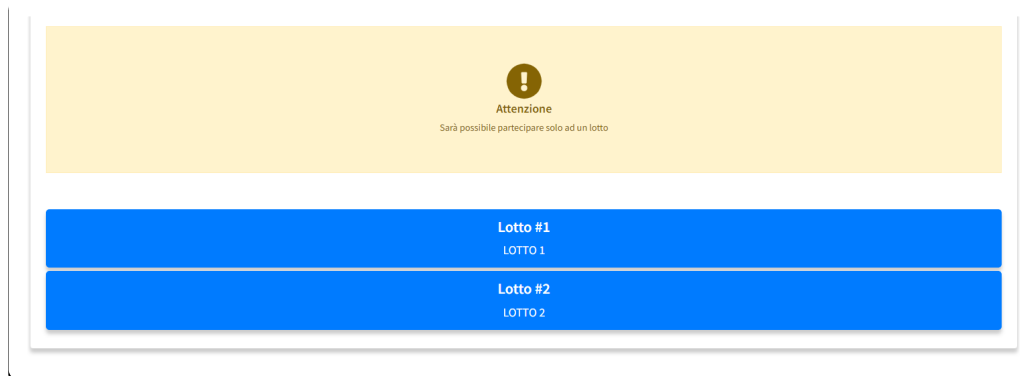 Attenzione
Sarà possibile partecipare solo ad un lotto
Lotto #1
LOTTO 1
Lotto #2
LOTTO 2